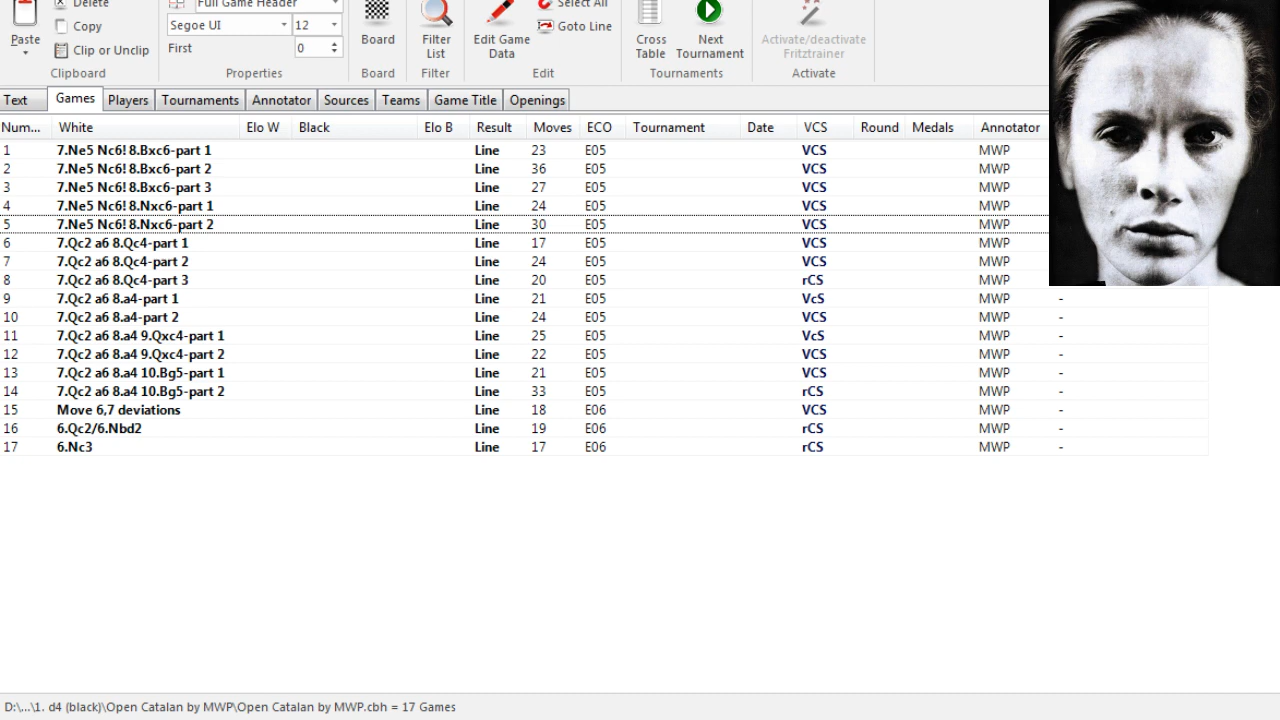 Delete Full Game Header Select All
Copy Segoe UI 12 Goto Line
Paste Clip or Unclip First 0 Board Filter List Edit Game Data Cross Table Next Tournament Activate/deactivate Fritztrainer
Clipboard Properties Board Filter Edit Tournaments Activate
Text Games Players Tournaments Annotator Sources Teams Game Title Openings
Num... White Elo W Black Elo B Result Moves ECO Tournament Date VCS Round Medals Annotator
1 7.Ne5 Nc6! 8.Bxc6-part 1 Line 23 E05 VCS MWP
2 7.Ne5 Nc6! 8.Bxc6-part 2 Line 36 E05 VCS MWP
3 7.Ne5 Nc6! 8.Bxc6-part 3 Line 27 E05 VCS MWP
4 7.Ne5 Nc6! 8.Nxc6-part 1 Line 24 E05 VCS MWP
5 7.Ne5 Nc6! 8.Nxc6-part 2 Line 30 E05 VCS MWP
6 7.Qc2 a6 8.Qc4-part 1 Line 17 E05 VCS MWP
7 7.Qc2 a6 8.Qc4-part 2 Line 24 E05 VCS MWP
8 7.Qc2 a6 8.Qc4-part 3 Line 20 E05 rCS MWP
9 7.Qc2 a6 8.a4-part 1 Line 21 E05 VcS MWP -
10 7.Qc2 a6 8.a4-part 2 Line 24 E05 VCS MWP -
11 7.Qc2 a6 8.a4 9.Qxc4-part 1 Line 25 E05 VcS MWP -
12 7.Qc2 a6 8.a4 9.Qxc4-part 2 Line 22 E05 VCS MWP -
13 7.Qc2 a6 8.a4 10.Bg5-part 1 Line 21 E05 VCS MWP -
14 7.Qc2 a6 8.a4 10.Bg5-part 2 Line 33 E05 rCS MWP -
15 Move 6,7 deviations Line 18 E06 VCS MWP -
16 6.Qc2/6.Nbd2 Line 19 E06 rCS MWP -
17 6.Nc3 Line 17 E06 rCS MWP -
D:\...\1. d4 (black)\Open Catalan by MWP\Open Catalan by MWP.cbh = 17 Games